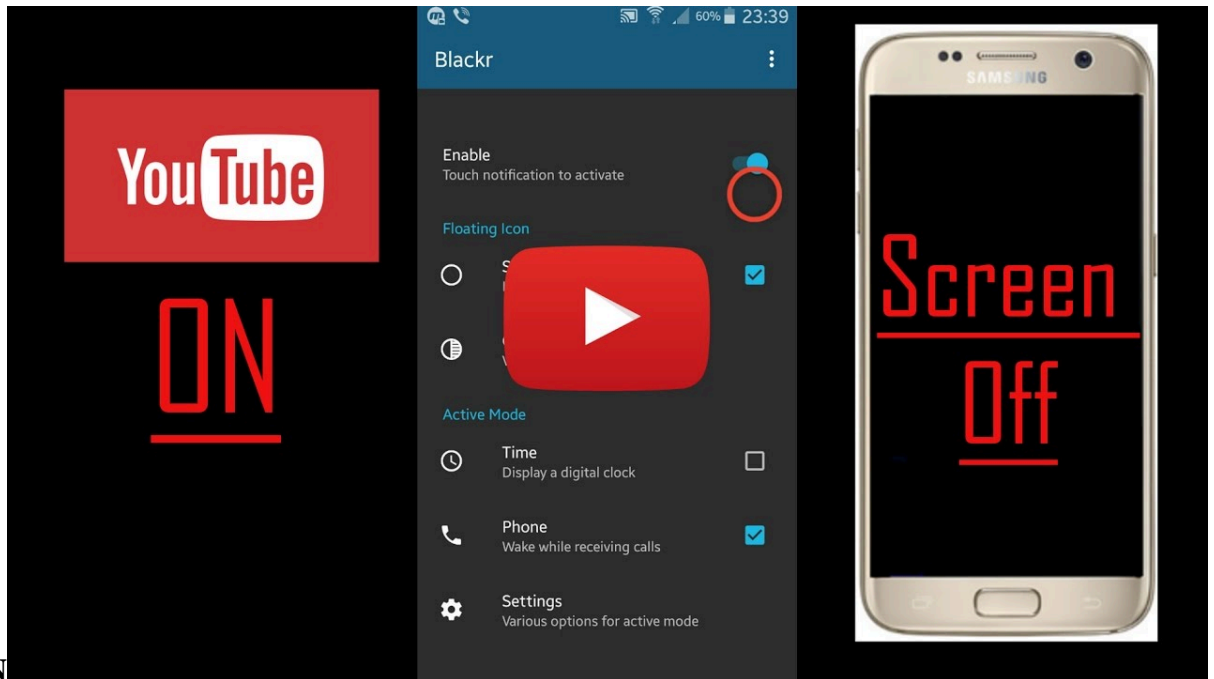 YouTube
ON
60% 23:39
Blackr
Enable
Touch notification to activate
Floating Icon
S
Active Mode
Time
Display a digital clock
Phone
Wake while receiving calls
Settings
Various options for active mode
SAMSUNG
Screen
Off
N